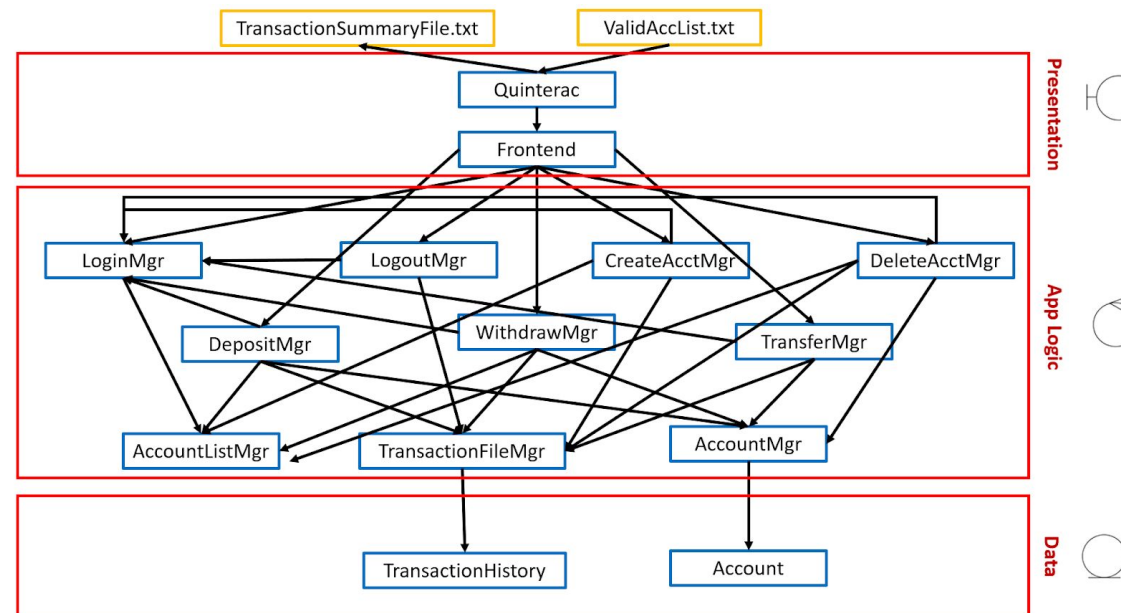 TransactionSummaryFile.txt
ValidAccList.txt
Presentation
Quinterac
Frontend
App Logic
LoginMgr
LogoutMgr
CreateAcctMgr
DeleteAcctMgr
DepositMgr
WithdrawMgr
TransferMgr
AccountListMgr
TransactionFileMgr
AccountMgr
Data
TransactionHistory
Account